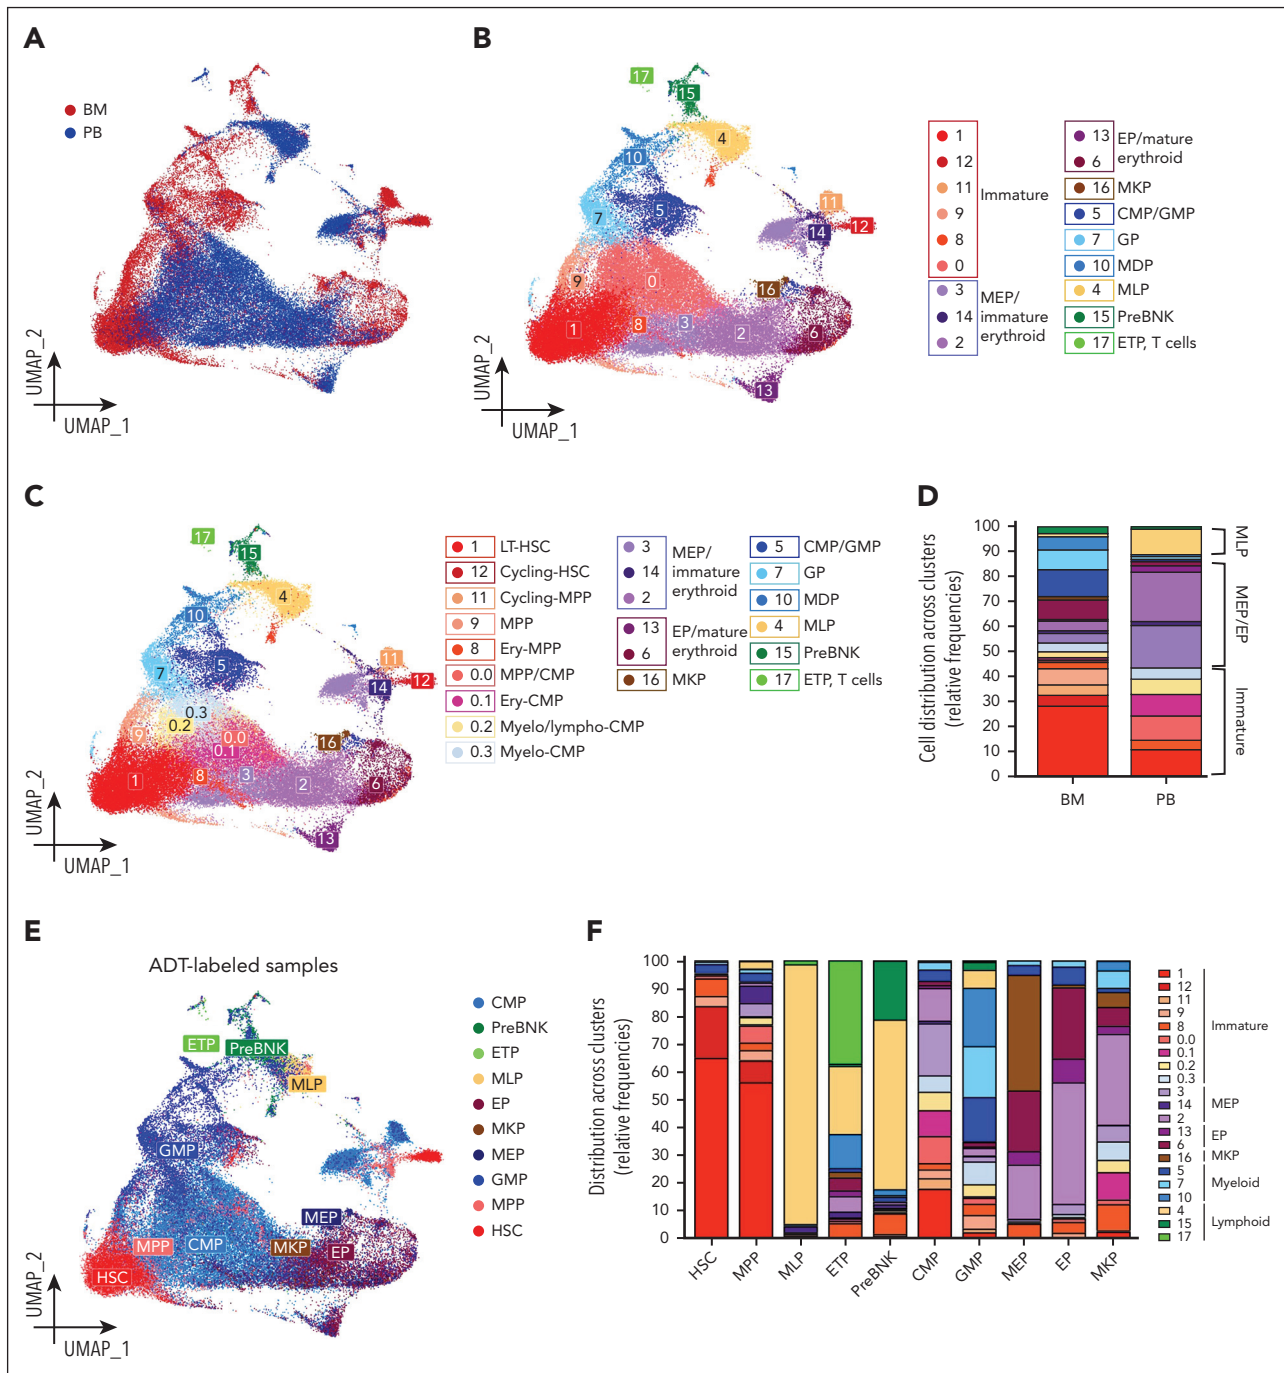 A
BM
PB
UMAP_2
UMAP_1
B
17
15
4
10
7
5
11
14
12
9
0
16
1
8
3
2
6
13
UMAP_2
UMAP_1
1
12
11
9
8
0
Immature
3
14
2
MEP/
immature
erythroid
13
6
EP/mature
erythroid
16 MKP
5 CMP/GMP
7 GP
10 MDP
4 MLP
15 PreBNK
17 ETP, T cells
C
17
15
4
10
7
5
11
14
12
0.3
0.2
9
0.0
0.1
16
1
8
3
2
6
13
UMAP_2
UMAP_1
1 LT-HSC
12 Cycling-HSC
11 Cycling-MPP
9 MPP
8 Ery-MPP
0.0 MPP/CMP
0.1 Ery-CMP
0.2 Myelo/lympho-CMP
0.3 Myelo-CMP
3
14
2
MEP/
immature
erythroid
13
6
EP/mature
erythroid
16 MKP
5 CMP/GMP
7 GP
10 MDP
4 MLP
15 PreBNK
17 ETP, T cells
D
Cell distribution across clusters
(relative frequencies)
100
90
80
70
60
50
40
30
20
10
0
BM
PB
MLP
MEP/EP
Immature
E
ADT-labeled samples
ETP
PreBNK
MLP
GMP
MEP
MPP
CMP
MKP
EP
HSC
UMAP_2
UMAP_1
CMP
PreBNK
ETP
MLP
EP
MKP
MEP
GMP
MPP
HSC
F
Distribution across clusters
(relative frequencies)
100
90
80
70
60
50
40
30
20
10
0
HSC
MPP
MLP
ETP
PreBNK
CMP
GMP
MEP
EP
MKP
1
12
11
9
8
0.0
0.1
0.2
0.3
3
14
2
13
6
16
5
7
10
4
15
17
Immature
MEP
EP
MKP
Myeloid
Lymphoid